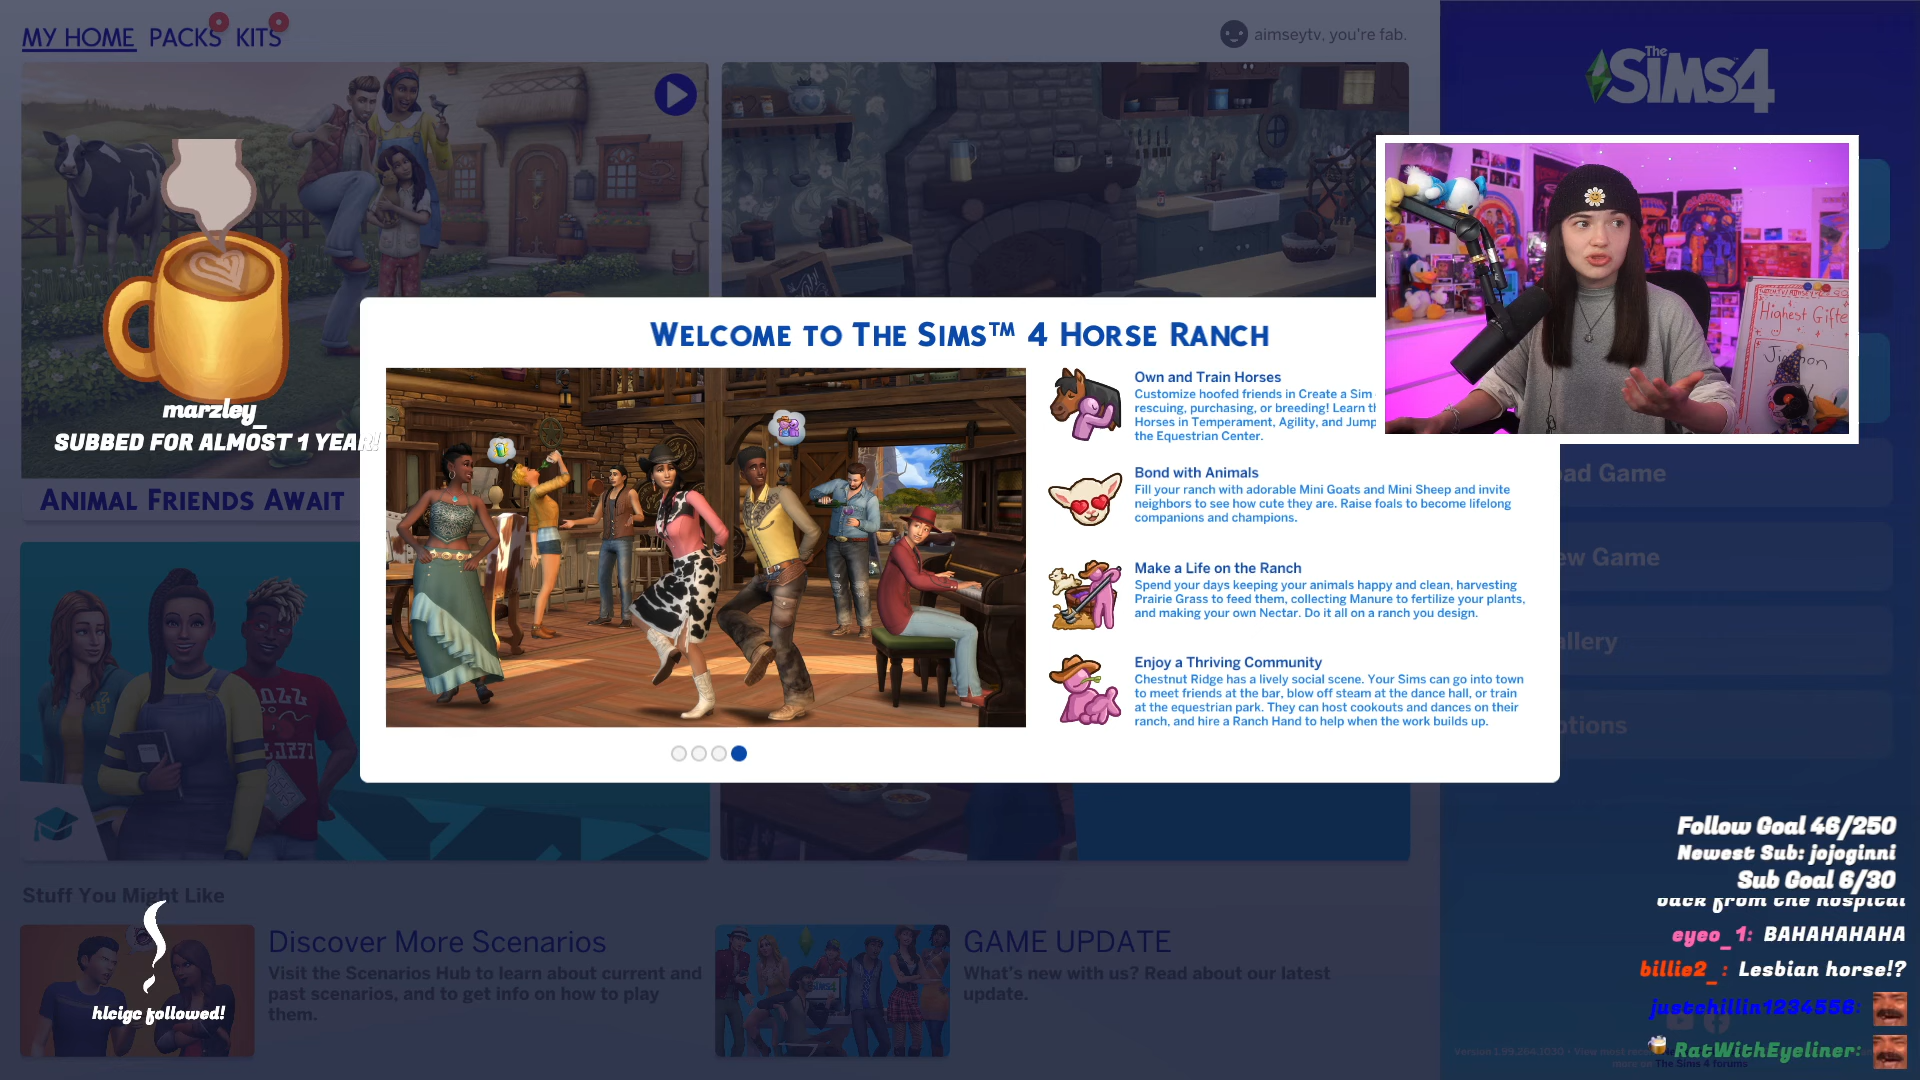 MY HOME PACKS KITS
aimseytv, you're fab.
The
SIMS4
marzley_
SUBBED FOR ALMOST 1 YEAR!
ANIMAL FRIENDS AWAIT
WELCOME TO THE SIMS™ 4 HORSE RANCH
Own and Train Horses
Customize hoofed friends in Create a Sim
rescuing, purchasing, or breeding! Learn
Horses in Temperament, Agility, and Jump
the Equestrian Center.
Bond with Animals
Fill your ranch with adorable Mini Goats and Mini Sheep and invite
neighbors to see how cute they are. Raise foals to become lifelong
companions and champions.
Make a Life on the Ranch
Spend your days keeping your animals happy and clean, harvesting
Prairie Grass to feed them, collecting Manure to fertilize your plants,
and making your own Nectar. Do it all on a ranch you design.
Enjoy a Thriving Community
Chestnut Ridge has a lively social scene. Your Sims can go into town
to meet friends at the bar, blow off steam at the dance hall, or train
at the equestrian park. They can host cookouts and dances on their
ranch, and hire a Ranch Hand to help when the work builds up.
Highest Gifte
ad Game
ew Game
allery
ptions
Stuff You Might Like
Discover More Scenarios
Visit the Scenarios Hub to learn about current and
past scenarios, and to get info on how to play
them.
GAME UPDATE
What's new with us? Read about our latest
update.
hlcigc followed!
Follow Goal 46/250
Newest Sub: jojoginni
Sub Goal 6/30
back from the hospital
eyeo_1: BAHAHAHAHA
billie2_: Lesbian horse!?
justchillin1234556:
RatWithEyeliner:
The Sims 4 forums